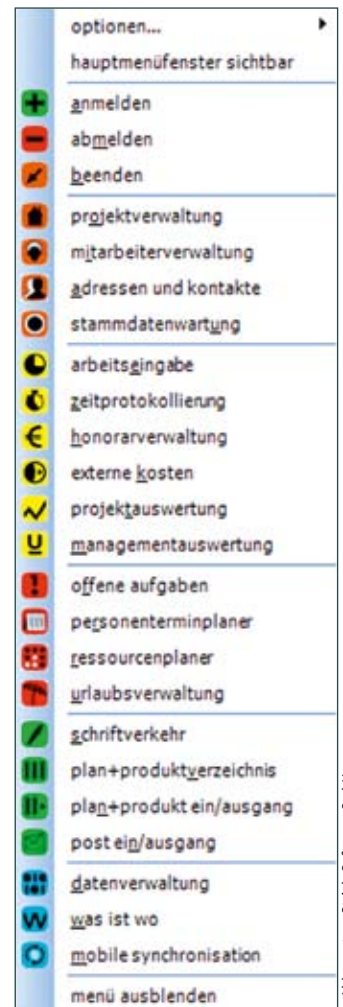 optionen...
hauptmenüfenster sichtbar
anmelden
abmelden
beenden
projektverwaltung
mitarbeiterverwaltung
adressen und kontakte
stammdatenwartung
arbeitseingabe
zeitprotokollierung
honorarverwaltung
externe kosten
projektauswertung
managementauswertung
offene aufgaben
personenterminplaner
ressourcenplaner
urlaubsverwaltung
schriftverkehr
plan+produktverzeichnis
plan+produkt ein/ausgang
post ein/ausgang
datenverwaltung
was ist wo
mobile synchronisation
menü ausblenden